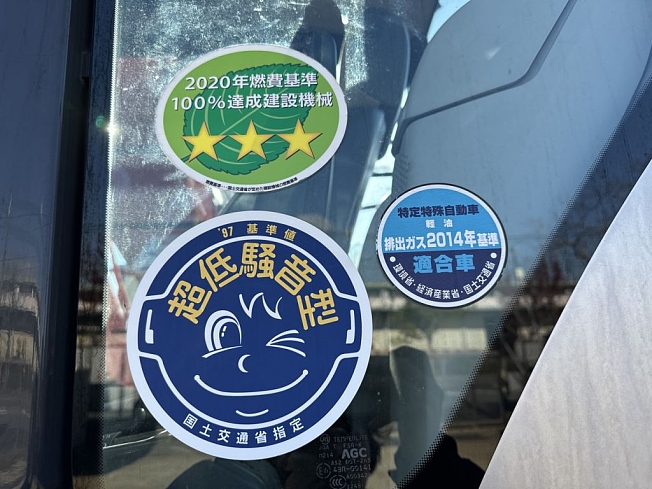 2020年燃費基準
100%達成建設機械
特定特殊自動車
軽油
排出ガス2014年基準
適合車
環境省・経済産業省・国土交通省
'97 基準値
超低騒音型
国土交通省指定
AGC